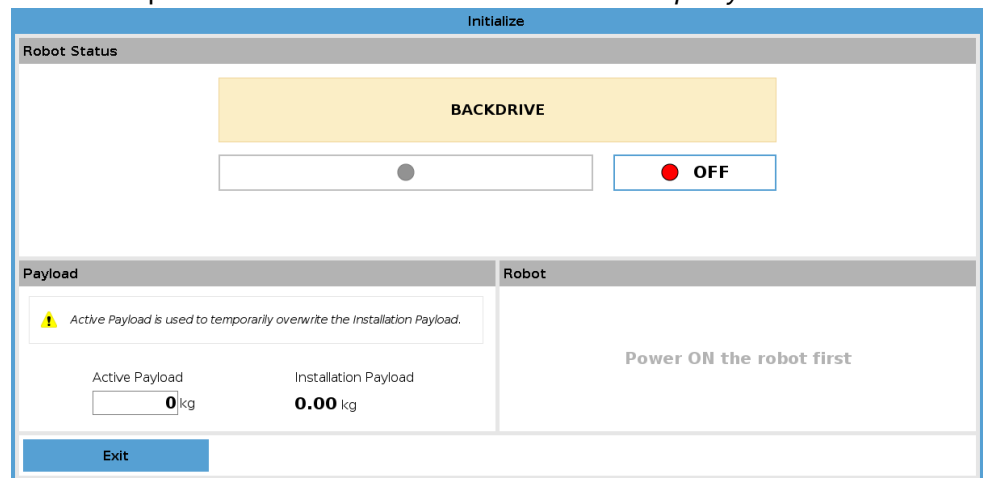 Initialize
Robot Status
BACKDRIVE
OFF
Payload
Robot
Active Payload is used to temporarily overwrite the Installation Payload.
Power ON the robot first
Active Payload
Installation Payload
0 kg
0.00 kg
Exit